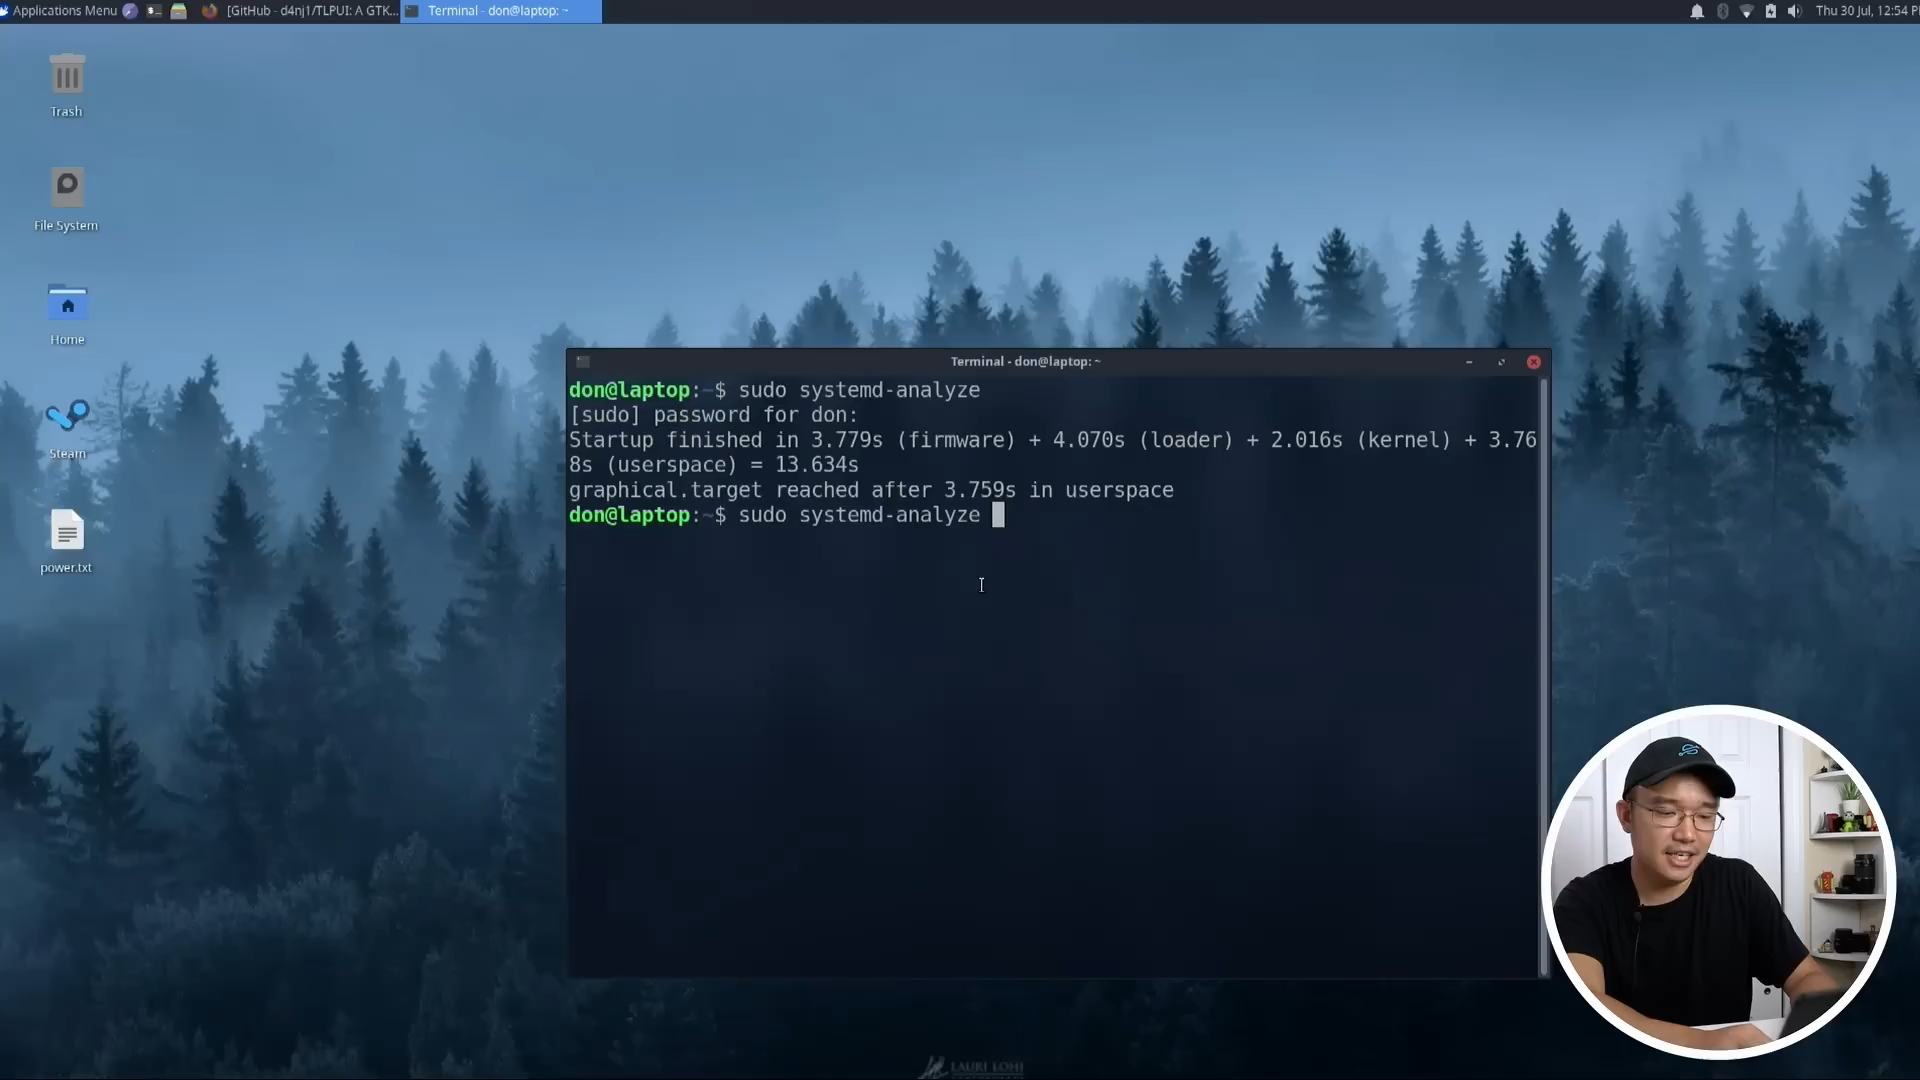 Applications Menu
[GitHub - d4nj1/TLPUI: A GTK...
Terminal - don@laptop: ~
Thu 30 Jul, 12:54 P
Trash
File System
Home
Steam
power.txt
Terminal - don@laptop: ~
don@laptop:~$ sudo systemd-analyze
[sudo] password for don:
Startup finished in 3.779s (firmware) + 4.070s (loader) + 2.016s (kernel) + 3.76
8s (userspace) = 13.634s
graphical.target reached after 3.759s in userspace
don@laptop:~$ sudo systemd-analyze
LAURI LOHI